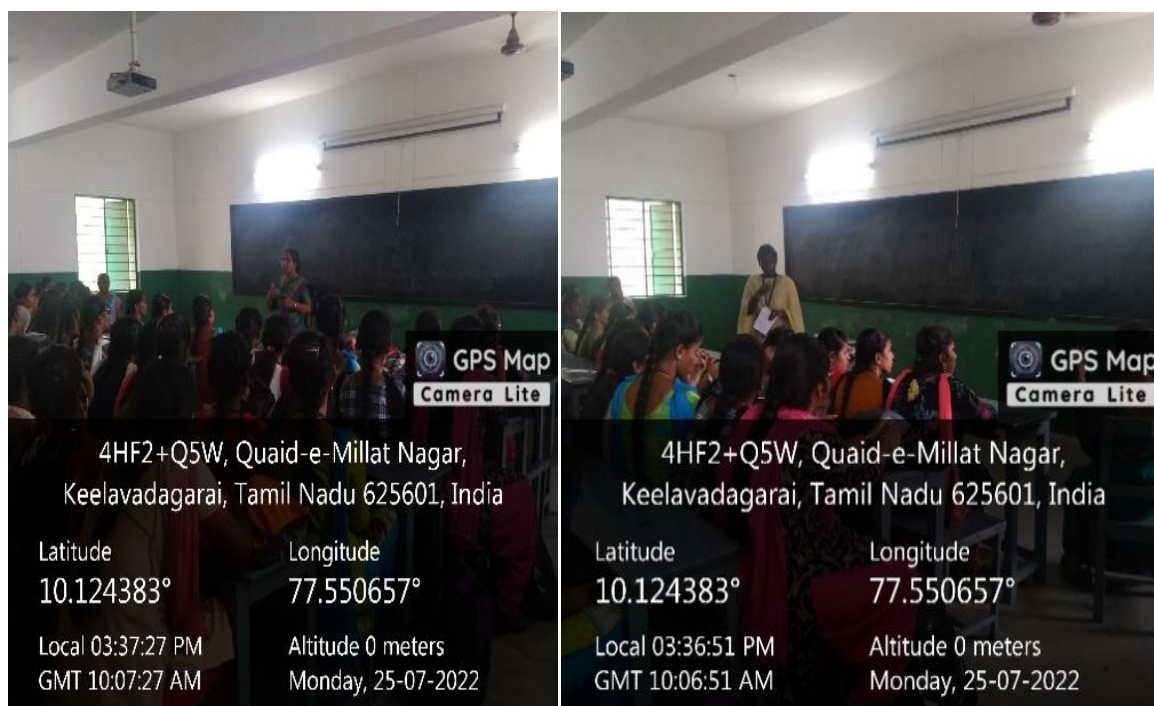 GPS Map
Camera Lite
4HF2+Q5W, Quaid-e-Millat Nagar,
Keelavadagarai, Tamil Nadu 625601, India
Latitude
10.124383°
Longitude
77.550657°
Local 03:37:27 PM
GMT 10:07:27 AM
Altitude 0 meters
Monday, 25-07-2022
GPS Map
Camera Lite
4HF2+Q5W, Quaid-e-Millat Nagar,
Keelavadagarai, Tamil Nadu 625601, India
Latitude
10.124383°
Longitude
77.550657°
Local 03:36:51 PM
GMT 10:06:51 AM
Altitude 0 meters
Monday, 25-07-2022